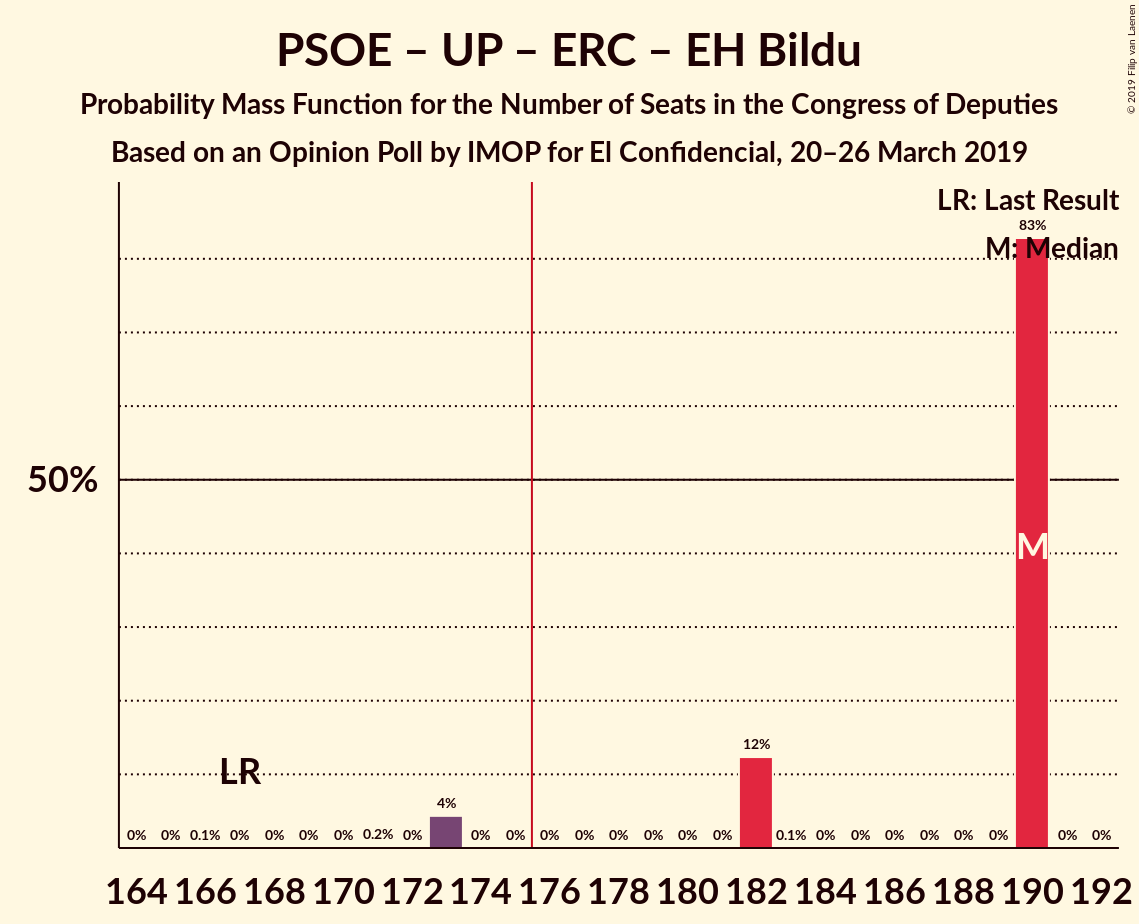 PSOE – UP – ERC – EH Bildu
Probability Mass Function for the Number of Seats in the Congress of Deputies
Based on an Opinion Poll by IMOP for El Confidencial, 20–26 March 2019
© 2019 Filip van Laenen
LR: Last Result
83%
M: Median
50%
M
12%
LR
4%
0% 0% 0.1% 0% 0% 0% 0% 0.2% 0% 0% 0% 0% 0% 0% 0% 0% 0% 0.1% 0% 0% 0% 0% 0% 0% 0% 0%
164 166 168 170 172 174 176 178 180 182 184 186 188 190 192